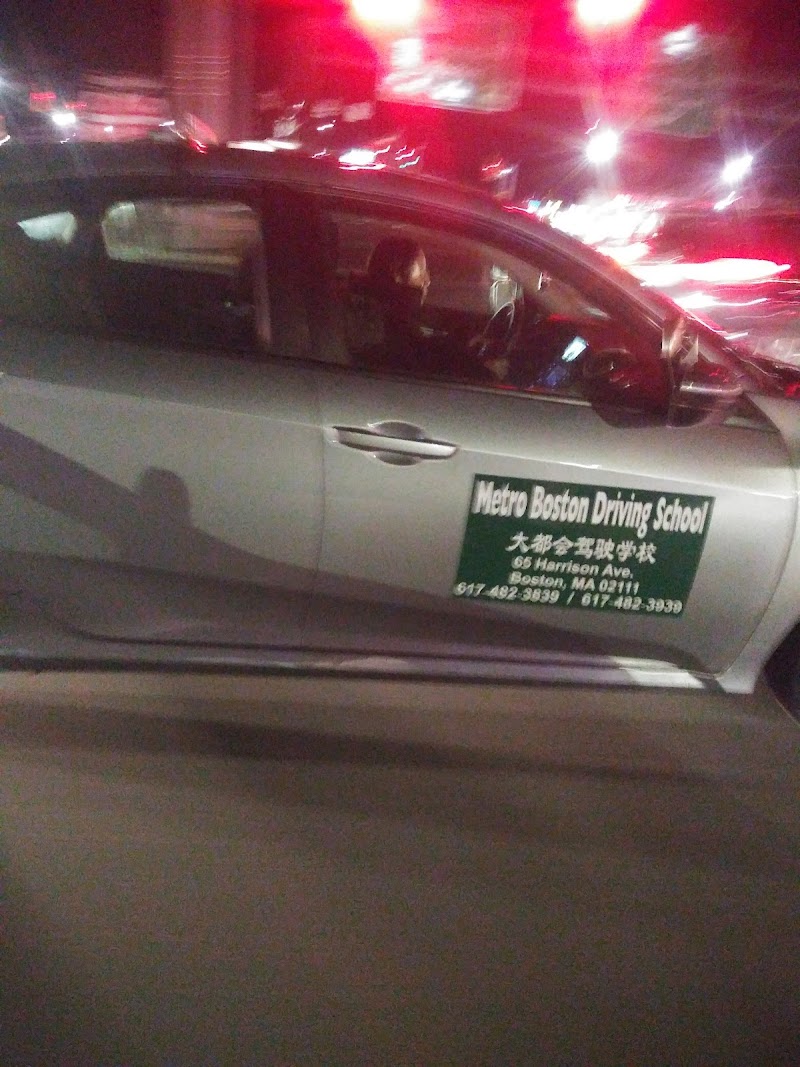 Metro Boston Driving School
大都会驾驶学校
65 Harrison Ave.
Boston, MA 02111
617-482-3839 / 617-482-3939